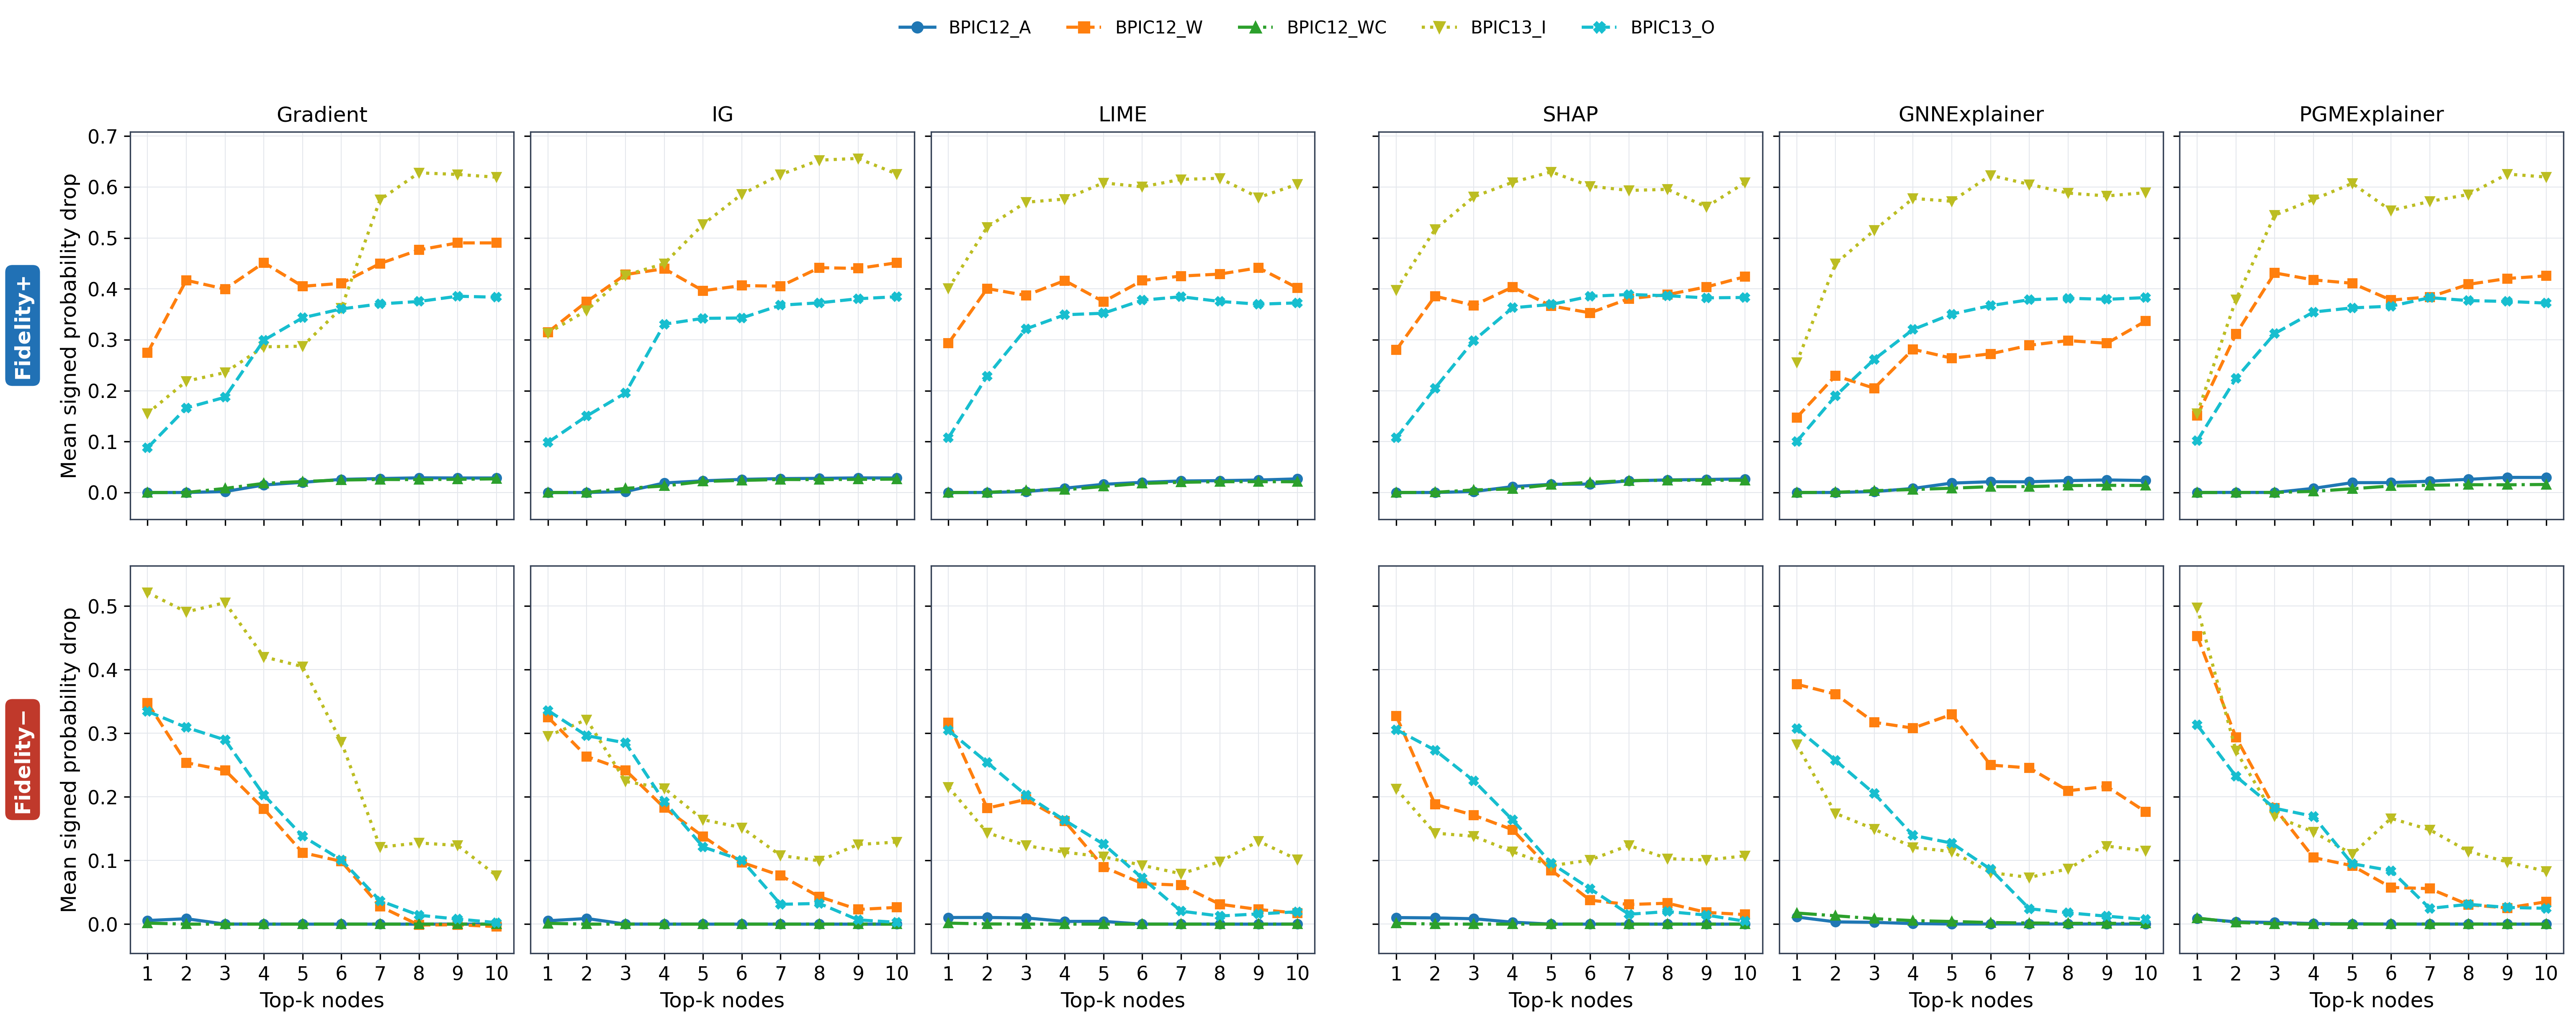 BPIC12_A BPIC12_W BPIC12_WC BPIC13_I BPIC13_O
Gradient IG LIME SHAP GNNExplainer PGMExplainer
Fidelity+
Mean signed probability drop
0.7
0.6
0.5
0.4
0.3
0.2
0.1
0.0
Fidelity−
Mean signed probability drop
0.5
0.4
0.3
0.2
0.1
0.0
1 2 3 4 5 6 7 8 9 10 1 2 3 4 5 6 7 8 9 10 1 2 3 4 5 6 7 8 9 10 1 2 3 4 5 6 7 8 9 10 1 2 3 4 5 6 7 8 9 10 1 2 3 4 5 6 7 8 9 10
Top-k nodes Top-k nodes Top-k nodes Top-k nodes Top-k nodes Top-k nodes